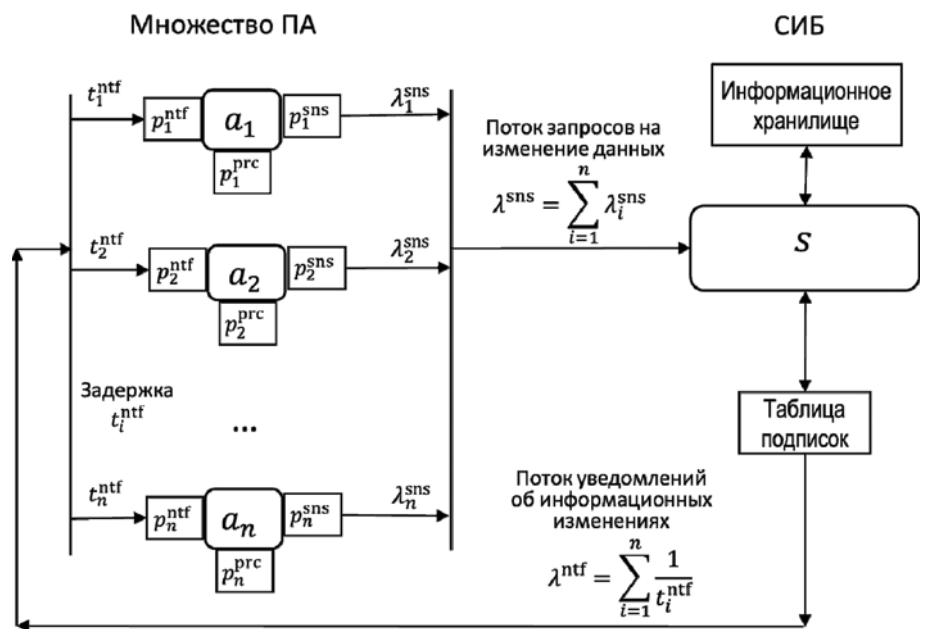 Множество ПА
СИБ
t_1^{ntf}
p_1^{ntf}
a_1
p_1^{sns}
λ_1^{sns}
p_1^{prc}
Информационное
хранилище
Поток запросов на
изменение данных
λ^{sns} = \sum_{i=1}^{n} λ_i^{sns}
t_2^{ntf}
p_2^{ntf}
a_2
p_2^{sns}
λ_2^{sns}
p_2^{prc}
S
Задержка
t_i^{ntf}
...
Таблица
подписок
t_n^{ntf}
p_n^{ntf}
a_n
p_n^{sns}
λ_n^{sns}
p_n^{prc}
Поток уведомлений
об информационных
изменениях
λ^{ntf} = \sum_{i=1}^{n} \frac{1}{t_i^{ntf}}